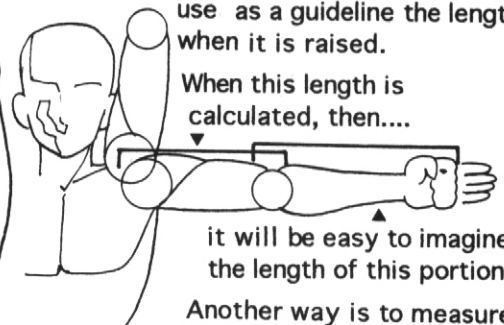 use as a guideline the lengt
when it is raised.
When this length is
calculated, then....
it will be easy to imagine
the length of this portion
Another way is to measure